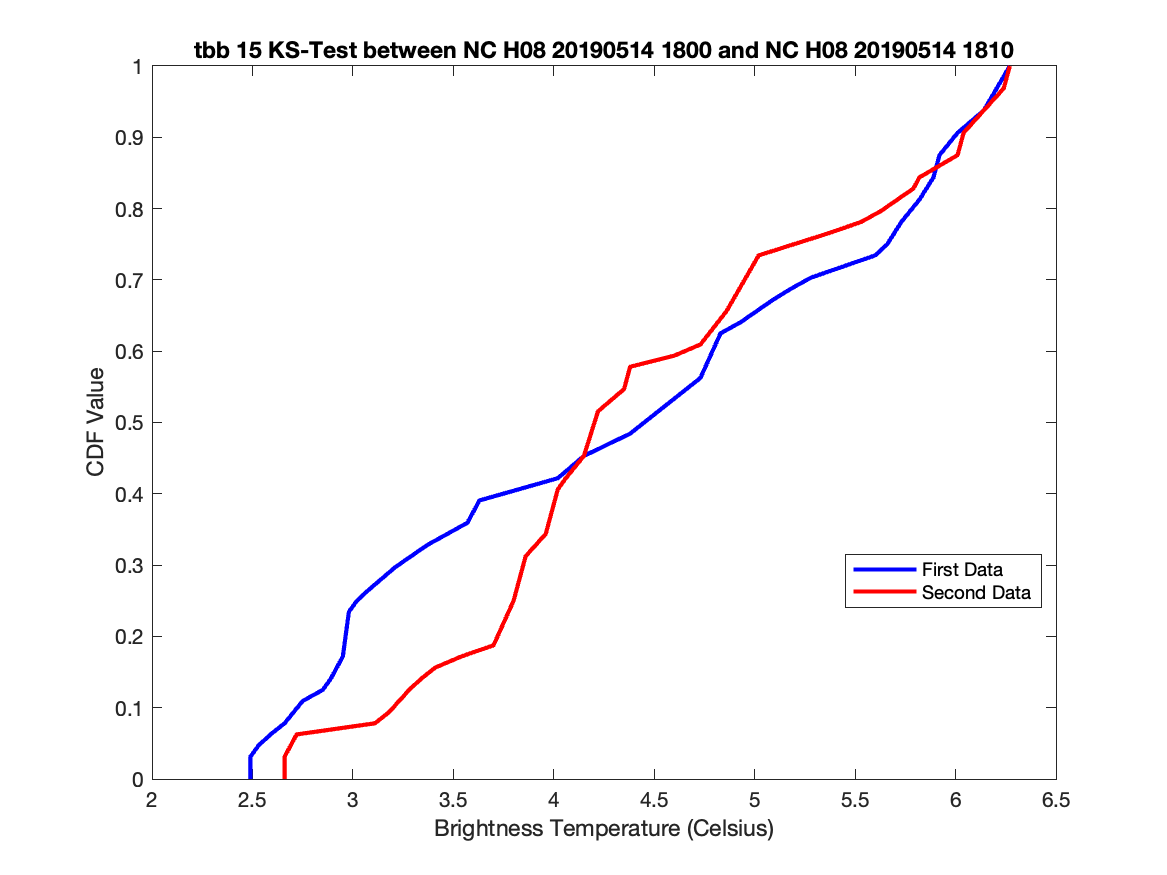 tbb 15 KS-Test between NC H08 20190514 1800 and NC H08 20190514 1810
1
0.9
0.8
0.7
0.6
0.5
0.4
0.3
0.2
0.1
0
CDF Value
First Data
Second Data
2 2.5 3 3.5 4 4.5 5 5.5 6 6.5
Brightness Temperature (Celsius)